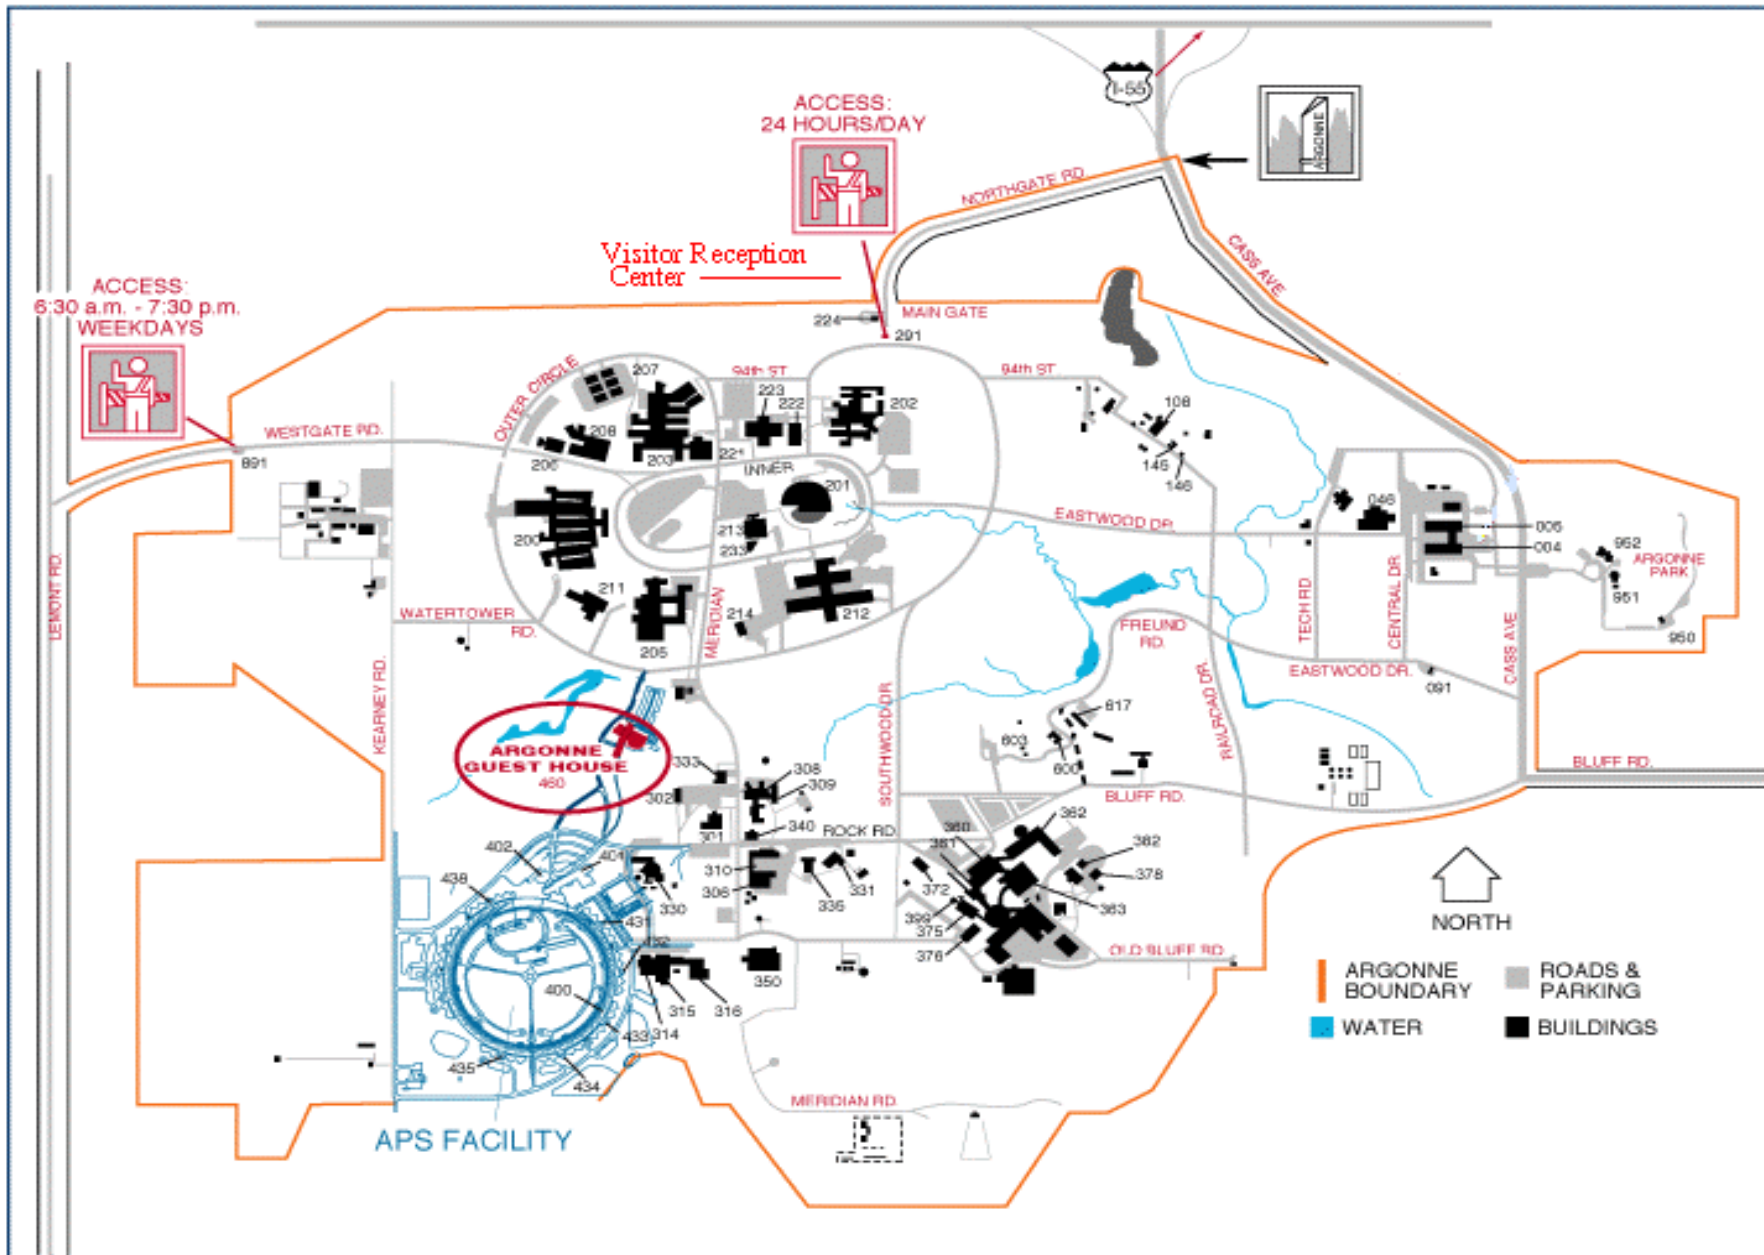 I-55
ARGONNE
ACCESS:
24 HOURS/DAY
NORTHGATE RD.
CASS AVE
Visitor Reception
Center
ACCESS:
6:30 a.m. - 7:30 p.m.
WEEKDAYS
MAIN GATE
224
291
OUTER CIRCLE
207
94th ST
94th ST
223
222
202
108
WESTGATE RD.
891
208
206
203
221
INNER
145
146
201
046
EASTWOOD DR.
005
004
200
213
233
952
ARGONNE
PARK
951
950
LEMONT RD.
211
WATERTOWER
RD.
205
MERIDIAN
214
212
FREUND
RD.
TECH RD
CENTRAL DR
CASS AVE
EASTWOOD DR.
091
KEARNEY RD.
SOUTHWOOD DR
RAILROAD DR.
617
603
600
ARGONNE
GUEST HOUSE
460
333
308
309
302
301
340
ROCK RD.
BLUFF RD.
BLUFF RD.
360
361
362
382
378
402
401
438
310
306
335
331
372
330
399
375
376
363
431
432
NORTH
OLD BLUFF RD.
400
315
316
314
350
433
435
434
ARGONNE
BOUNDARY
ROADS &
PARKING
WATER
BUILDINGS
MERIDIAN RD.
APS FACILITY